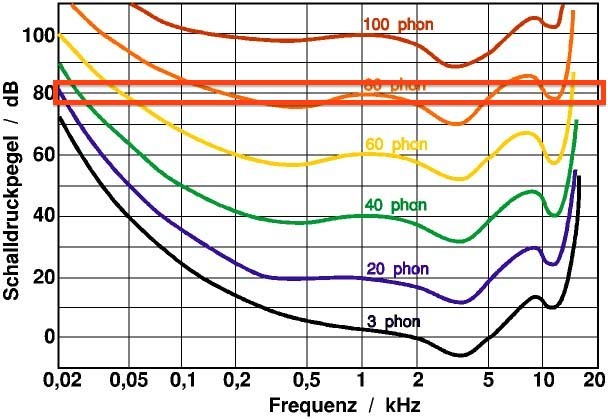 Schalldruckpegel / dB
100
80
60
40
20
0
100 phon
80 phon
60 phon
40 phon
20 phon
3 phon
0,02 0,05 0,1 0,2 0,5 1 2 5 10 20
Frequenz / kHz